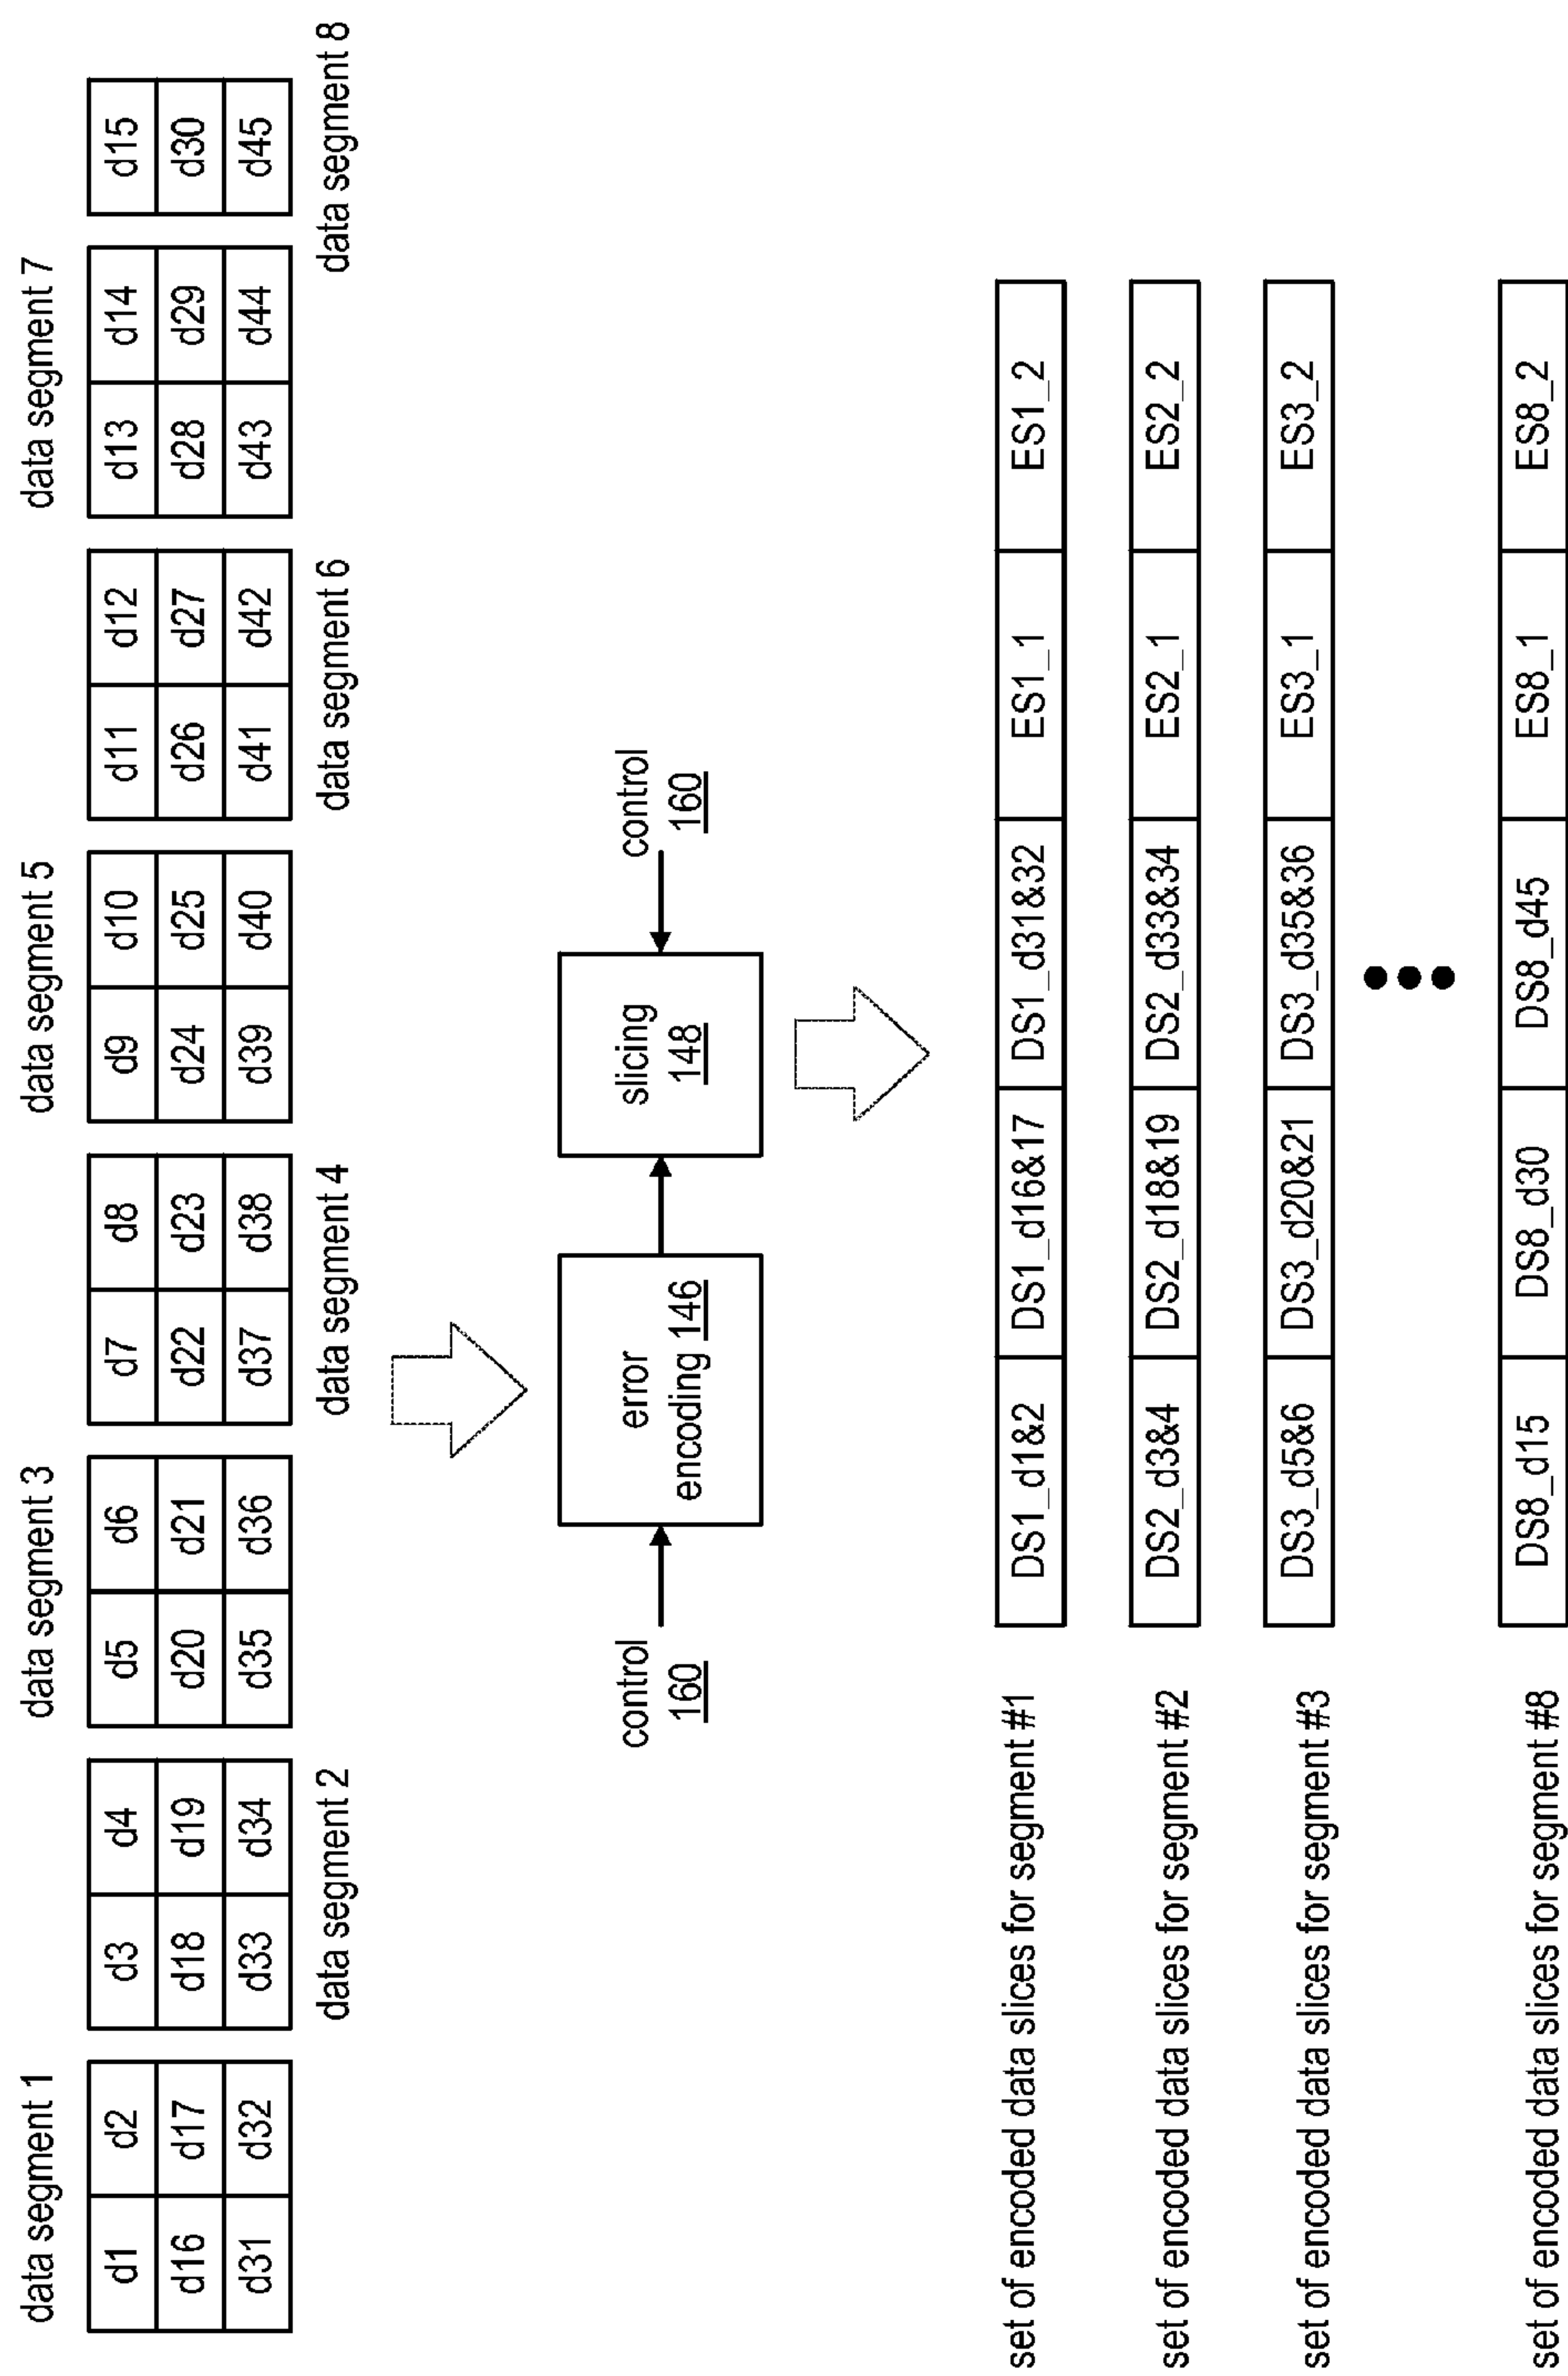 data segment 1
data segment 3
data segment 5
data segment 7
d1 d2 d3 d4 d5 d6 d7 d8 d9 d10 d11 d12 d13 d14 d15
d16 d17 d18 d19 d20 d21 d22 d23 d24 d25 d26 d27 d28 d29 d30
d31 d32 d33 d34 d35 d36 d37 d38 d39 d40 d41 d42 d43 d44 d45
data segment 2
data segment 4
data segment 6
data segment 8
control
160
error
encoding 146
slicing
148
control
160
set of encoded data slices for segment #1 DS1_d1&2 DS1_d16&17 DS1_d31&32 ES1_1 ES1_2
set of encoded data slices for segment #2 DS2_d3&4 DS2_d18&19 DS2_d33&34 ES2_1 ES2_2
set of encoded data slices for segment #3 DS3_d5&6 DS3_d20&21 DS3_d35&36 ES3_1 ES3_2
set of encoded data slices for segment #8 DS8_d15 DS8_d30 DS8_d45 ES8_1 ES8_2